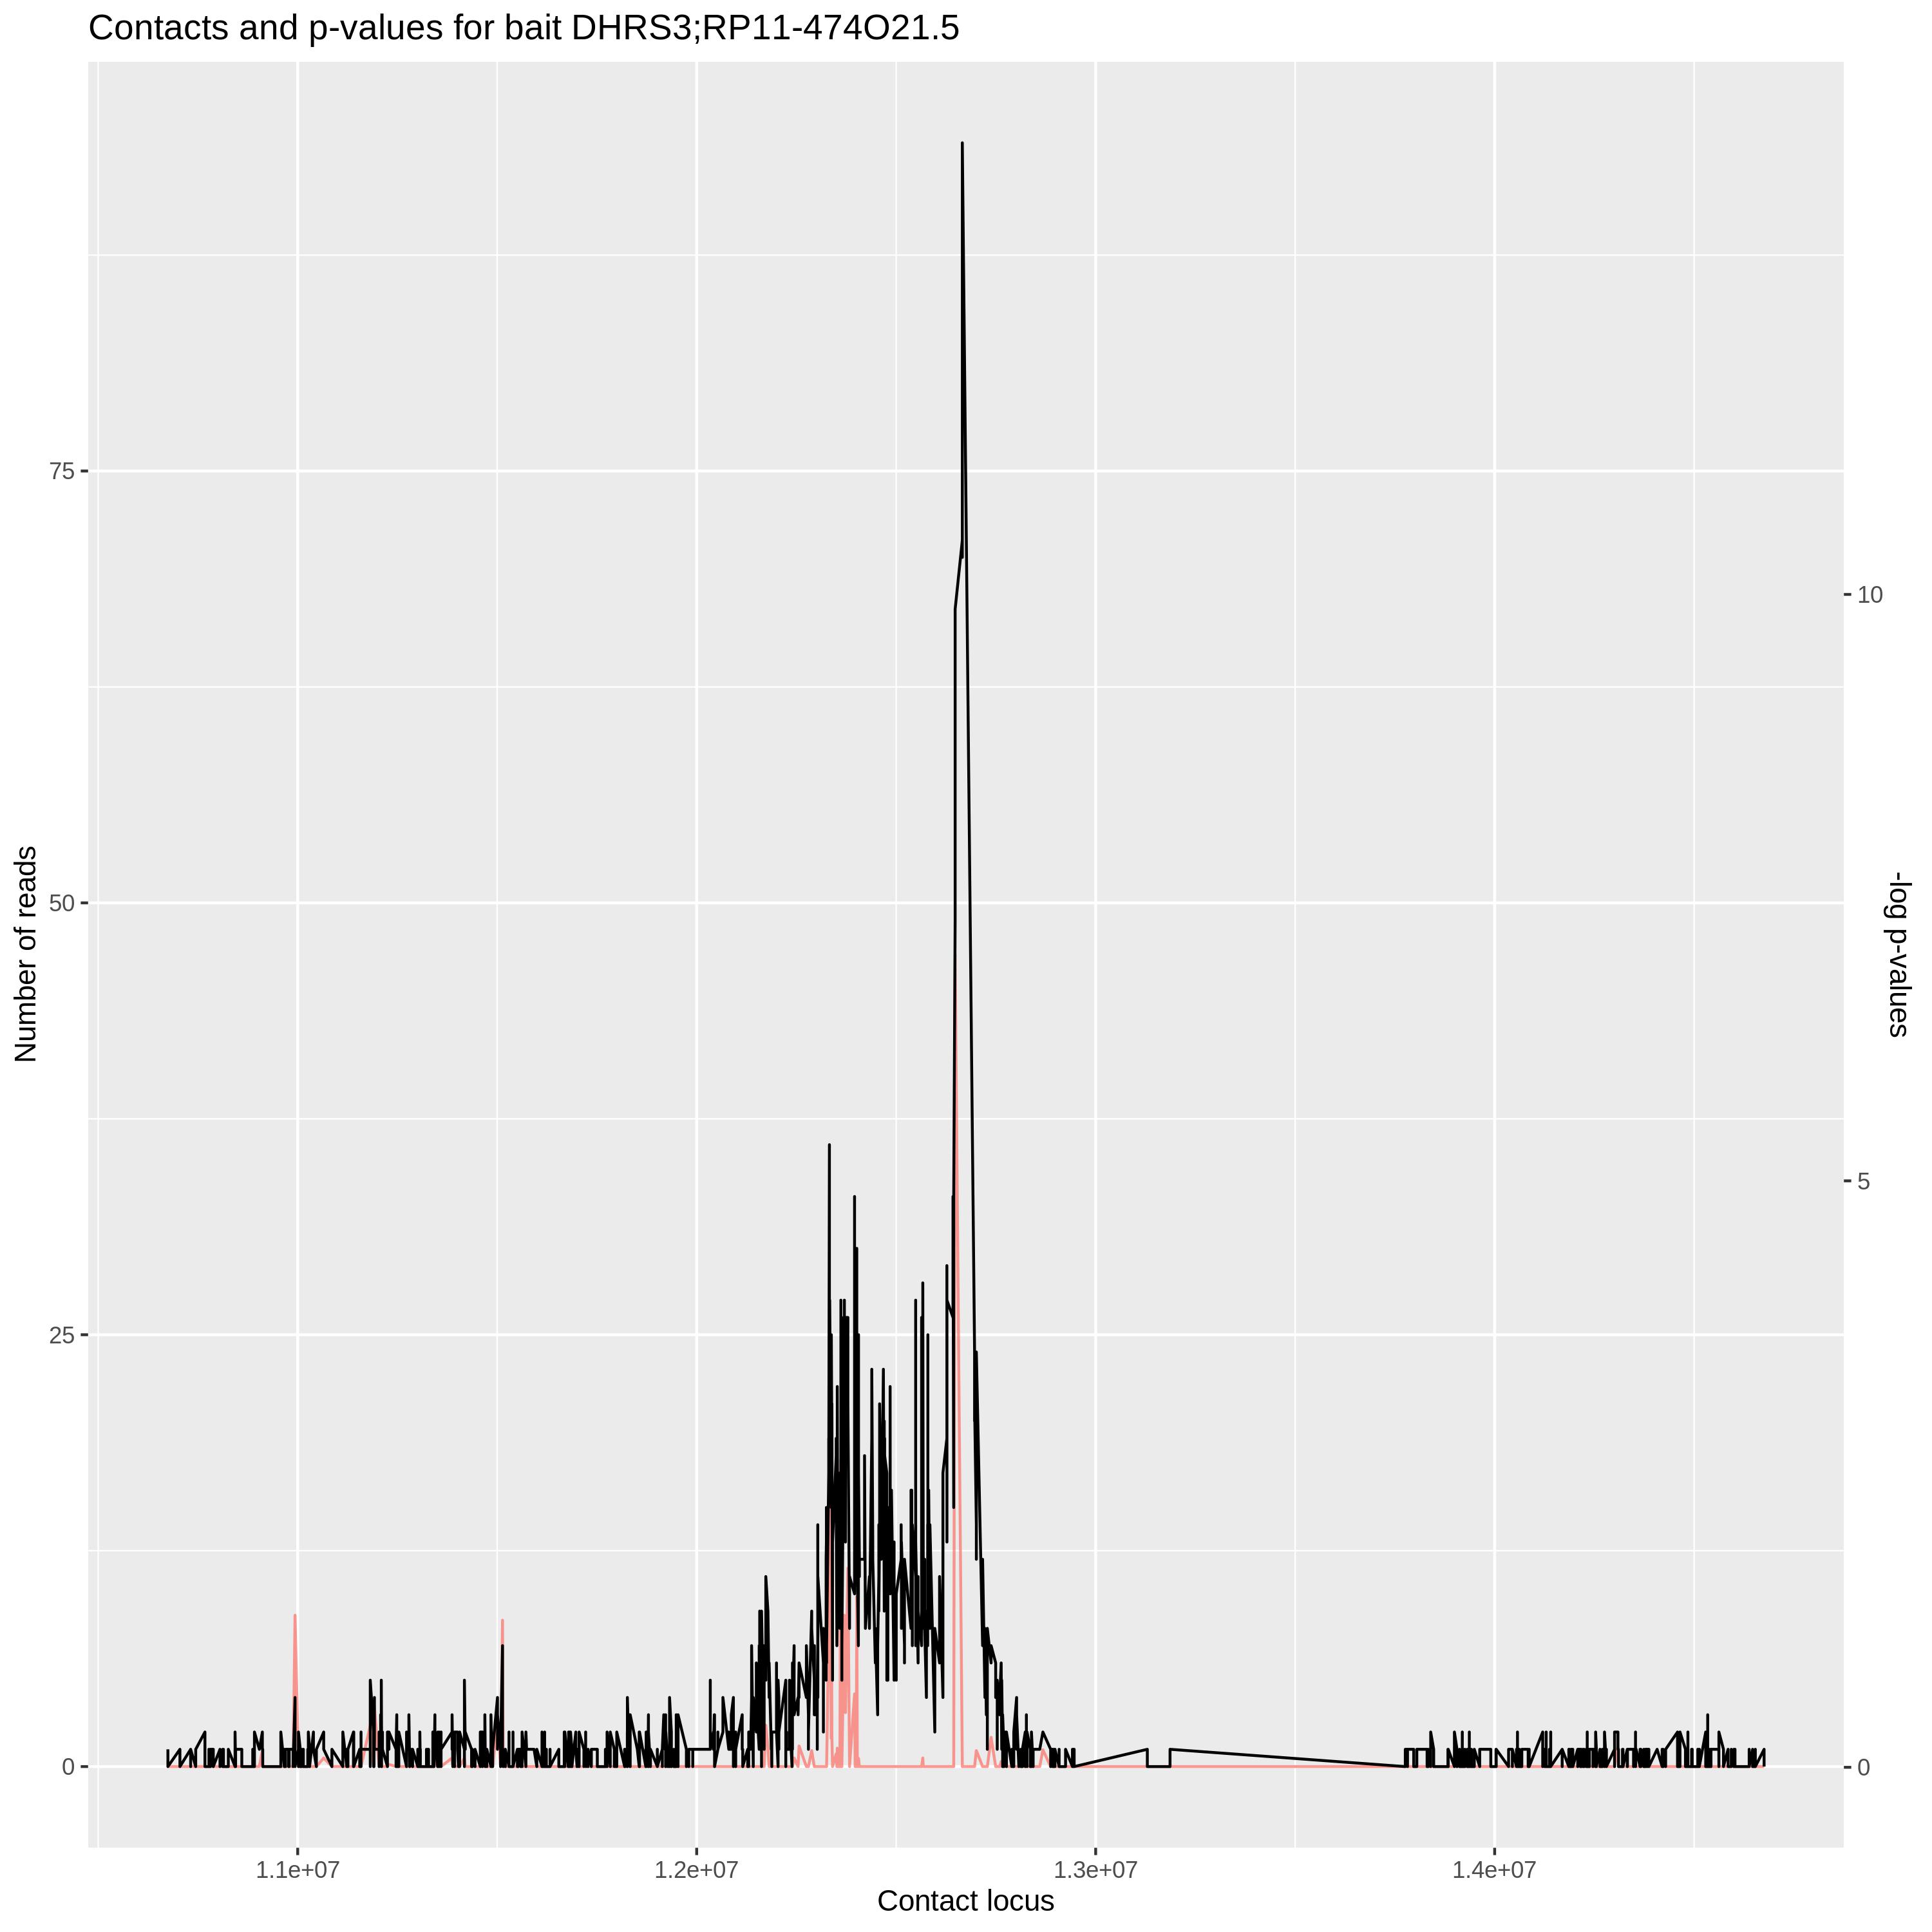 Contacts and p-values for bait DHRS3;RP11-474O21.5
75
50
25
0
Number of reads
10
5
0
-log p-values
1.1e+07
1.2e+07
1.3e+07
1.4e+07
Contact locus